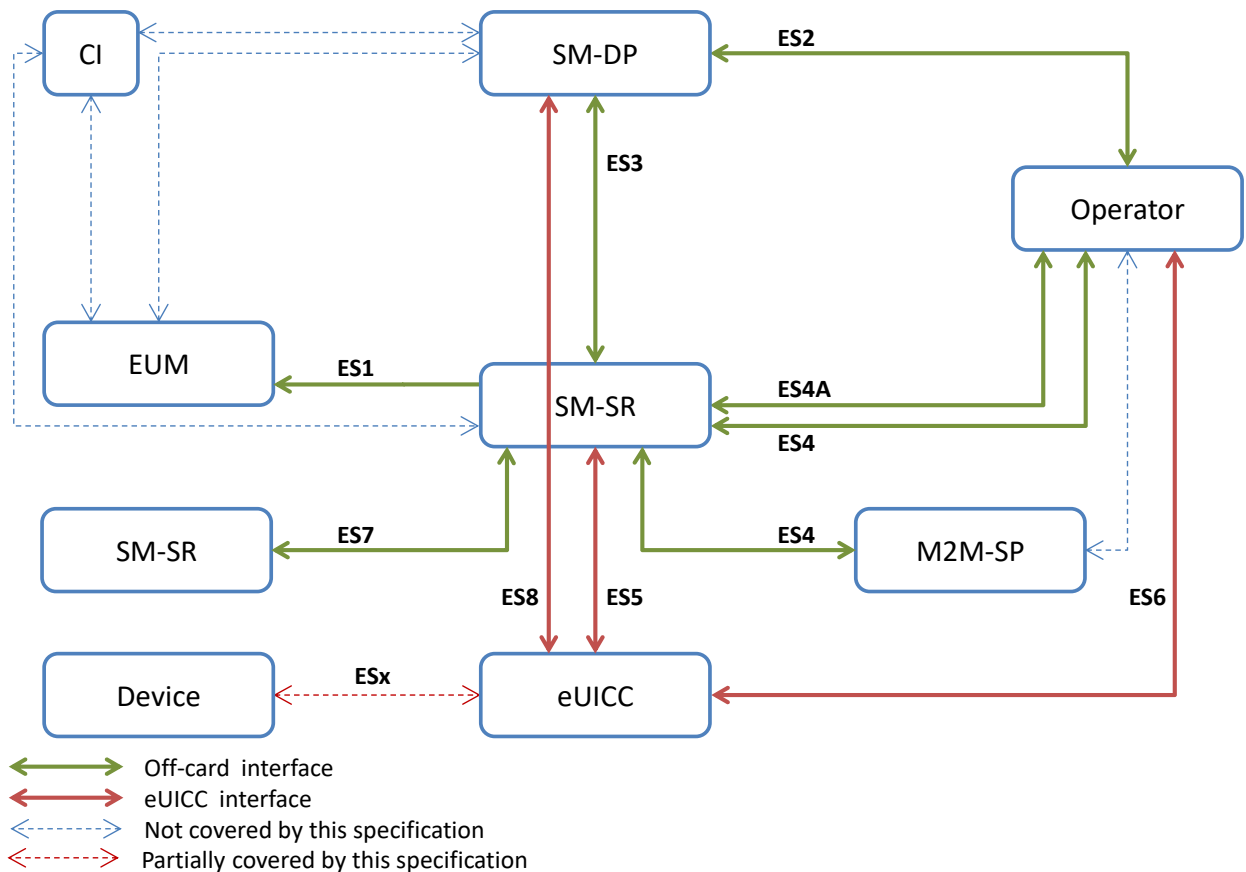 CI
SM-DP
ES2
ES3
Operator
EUM
ES1
SM-SR
ES4A
ES4
SM-SR
ES7
ES4
M2M-SP
ES8
ES5
ES6
Device
ESx
eUICC
Off-card interface
eUICC interface
Not covered by this specification
Partially covered by this specification